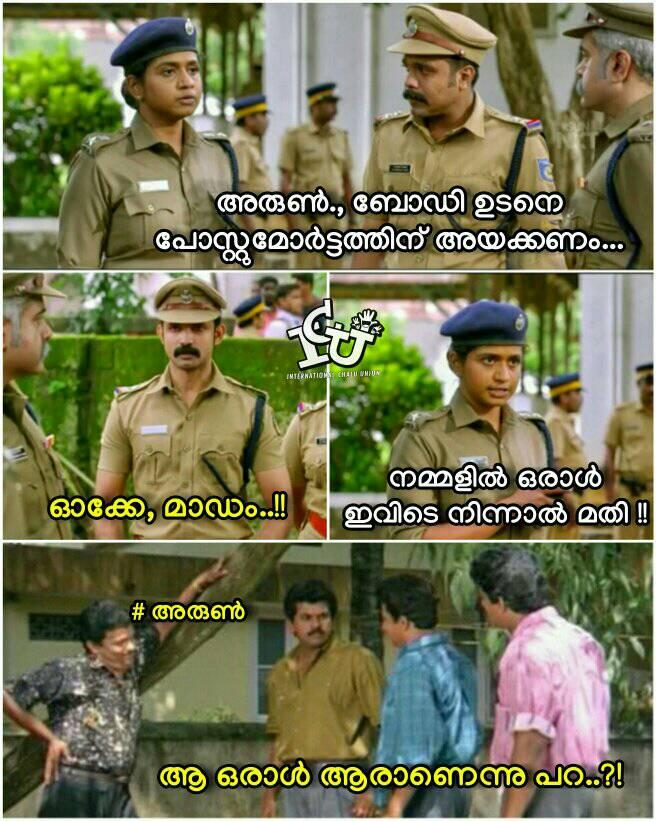 അരുൺ., ബോഡി ഉടനെ
പോസ്റ്റുമോർട്ടത്തിന് അയക്കണം...
ICU
INTERNATIONAL CHALU UNION
ഓക്കേ, മാഡം..!!
നമ്മളിൽ ഒരാൾ
ഇവിടെ നിന്നാൽ മതി !!
# അരുൺ
ആ ഒരാൾ ആരാണെന്നു പറ..?!